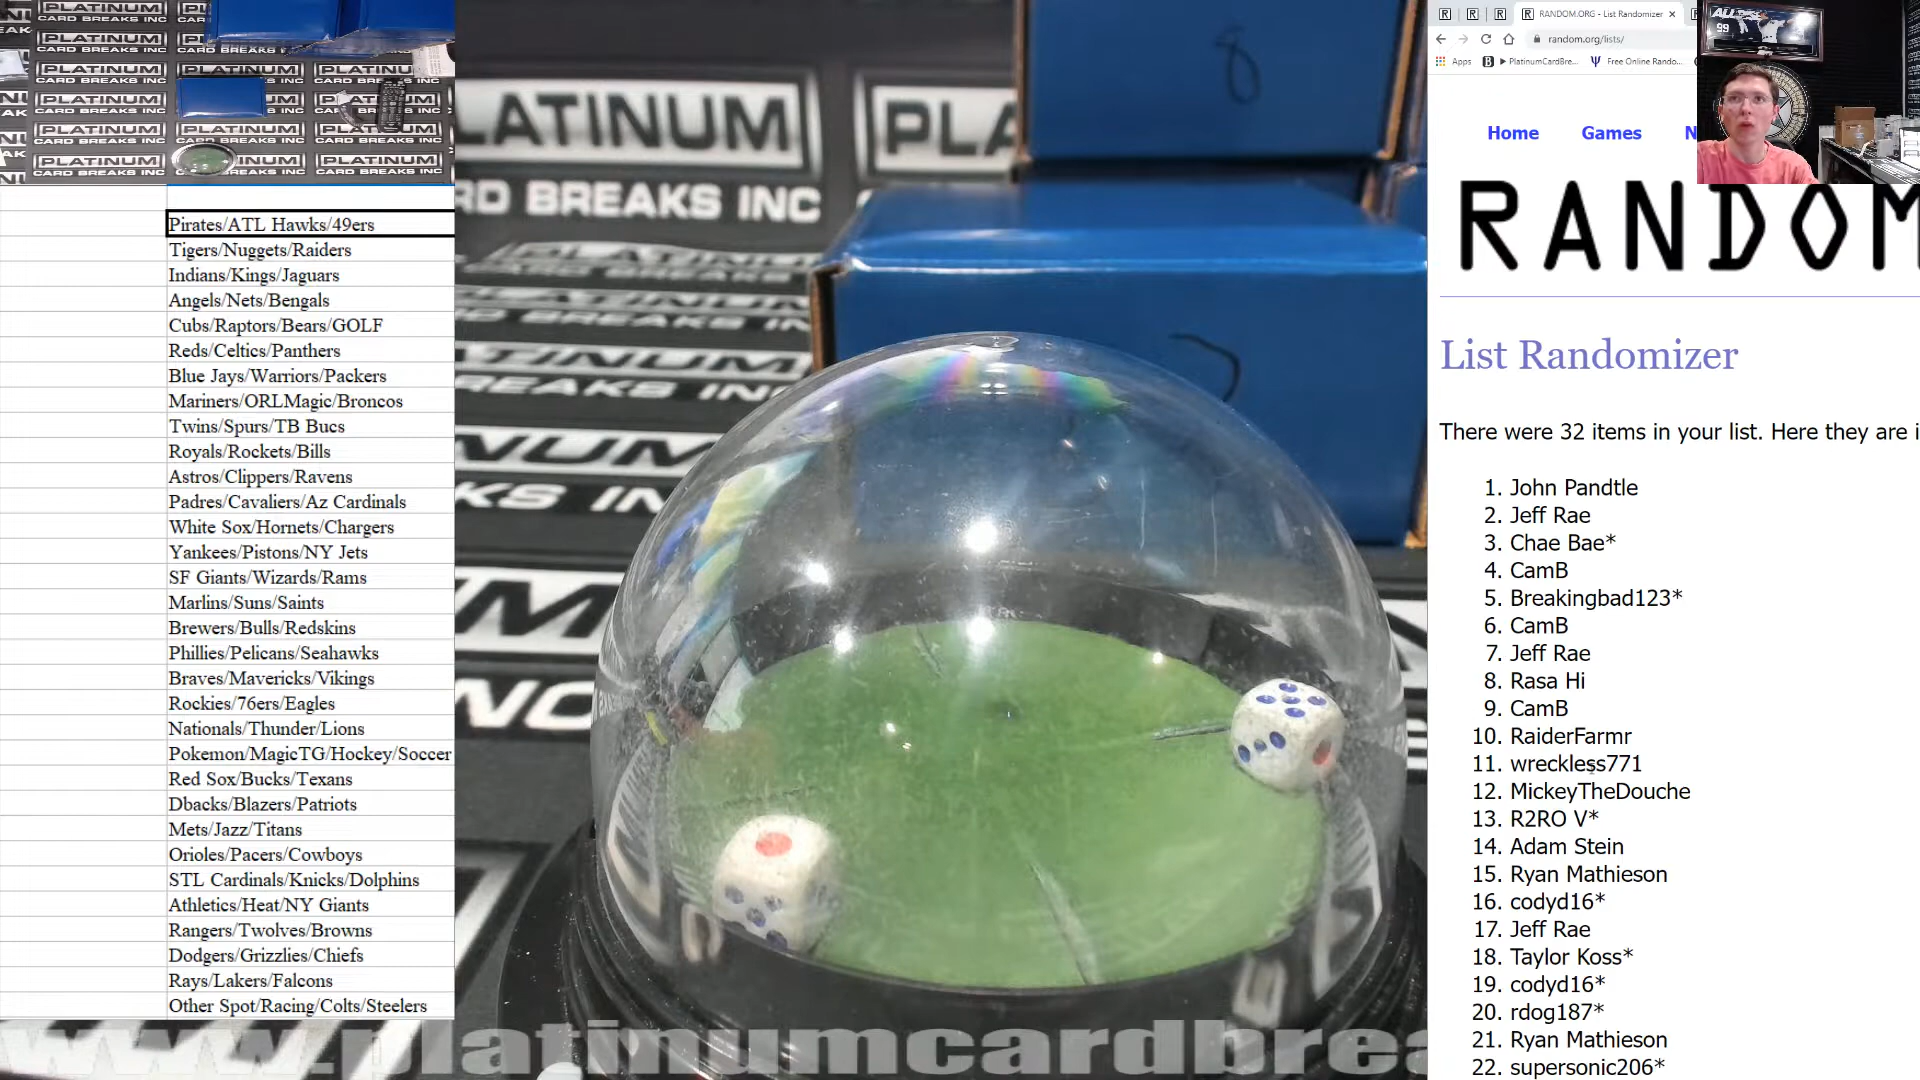 PLATINUM
CARD BREAKS INC
Pirates/ATL Hawks/49ers
Tigers/Nuggets/Raiders
Indians/Kings/Jaguars
Angels/Nets/Bengals
Cubs/Raptors/Bears/GOLF
Reds/Celtics/Panthers
Blue Jays/Warriors/Packers
Mariners/ORLMagic/Broncos
Twins/Spurs/TB Bucs
Royals/Rockets/Bills
Astros/Clippers/Ravens
Padres/Cavaliers/Az Cardinals
White Sox/Hornets/Chargers
Yankees/Pistons/NY Jets
SF Giants/Wizards/Rams
Marlins/Suns/Saints
Brewers/Bulls/Redskins
Phillies/Pelicans/Seahawks
Braves/Mavericks/Vikings
Rockies/76ers/Eagles
Nationals/Thunder/Lions
Pokemon/MagicTG/Hockey/Soccer
Red Sox/Bucks/Texans
Dbacks/Blazers/Patriots
Mets/Jazz/Titans
Orioles/Pacers/Cowboys
STL Cardinals/Knicks/Dolphins
Athletics/Heat/NY Giants
Rangers/Twolves/Browns
Dodgers/Grizzlies/Chiefs
Rays/Lakers/Falcons
Other Spot/Racing/Colts/Steelers
LATINUM PLA
RD BREAKS INC
8
www.platinumcardbrea
RANDOM.ORG - List Randomizer
random.org/lists/
Apps PlatinumCardBre... Free Online Rando...
99
Home Games N
RANDOM
List Randomizer
There were 32 items in your list. Here they are i
1. John Pandtle
2. Jeff Rae
3. Chae Bae*
4. CamB
5. Breakingbad123*
6. CamB
7. Jeff Rae
8. Rasa Hi
9. CamB
10. RaiderFarmr
11. wreckless771
12. MickeyTheDouche
13. R2RO V*
14. Adam Stein
15. Ryan Mathieson
16. codyd16*
17. Jeff Rae
18. Taylor Koss*
19. codyd16*
20. rdog187*
21. Ryan Mathieson
22. supersonic206*